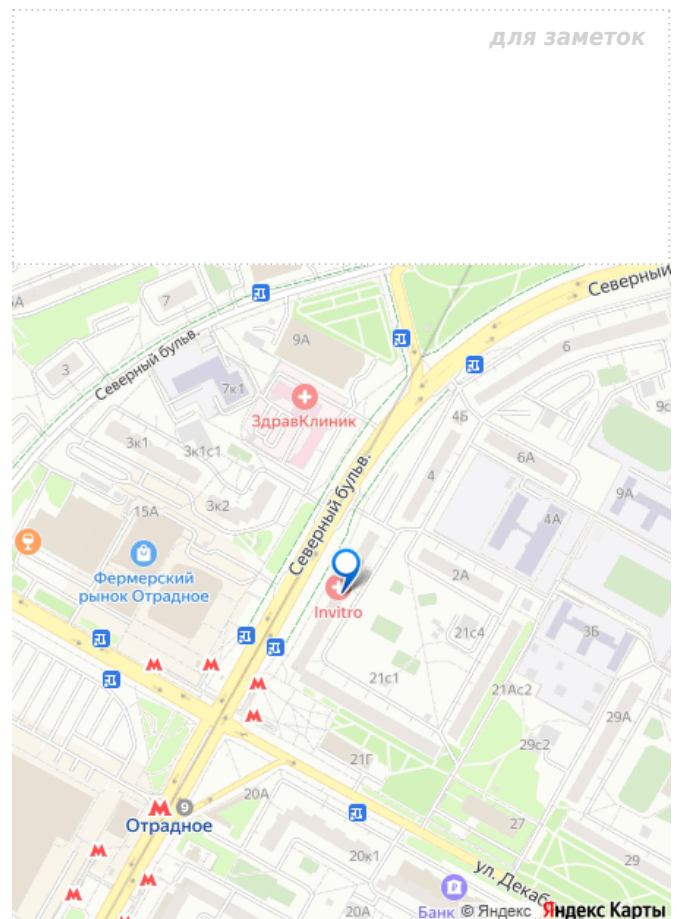 для заметок
Северный
7
9А
6
3
Северный бульв.
7к1
ЗдравКлиник
4Б
3к1
3к1с1
4
6А
9А
15А
3к2
Северный бульв.
4А
Фермерский
рынок Отрадное
2А
Invitro
21с4
3Б
21с1
21Ас2
29А
29с2
21Г
20А
9
Отрадное
27
20к1
29
ул. Декаб
20А
Банк
© Яндекс
Яндекс Карты